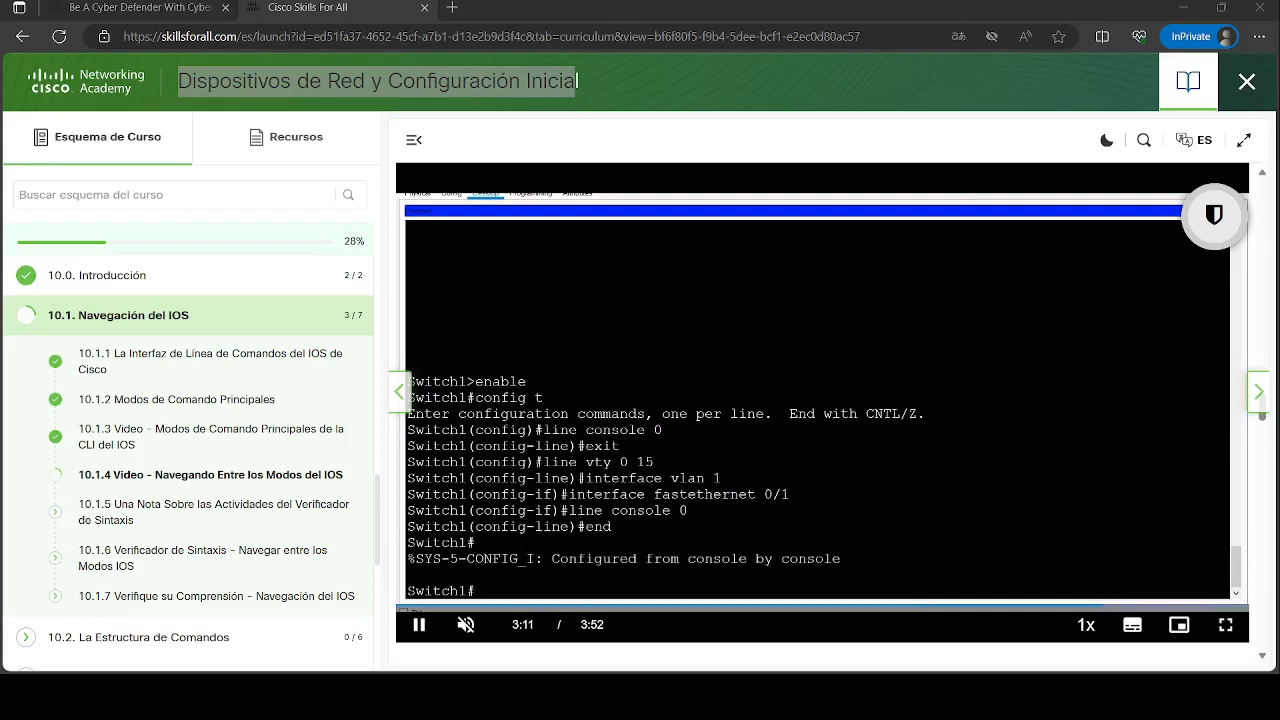 Be A Cyber Defender With Cyber
Cisco Skills For All
https://skillsforall.com/es/launch?id=ed51fa37-4652-45cf-a7b1-d13e2b9d3f4c8&tab=curriculum&view=bf6f80f5-f9b4-5dee-bcf1-e2ec0d80ac57
InPrivate
CISCO
Networking
Academy
Dispositivos de Red y Configuración Inicial
Esquema de Curso
Recursos
ES
Buscar esquema del curso
28%
10.0. Introducción
2 / 2
10.1. Navegación del IOS
3 / 7
10.1.1 La Interfaz de Línea de Comandos del IOS de
Cisco
10.1.2 Modos de Comando Principales
10.1.3 Video - Modos de Comando Principales de la
CLI del IOS
10.1.4 Video - Navegando Entre los Modos del IOS
10.1.5 Una Nota Sobre las Actividades del Verificador
de Sintaxis
10.1.6 Verificador de Sintaxis - Navegar entre los
Modos IOS
10.1.7 Verifique su Comprensión - Navegación del IOS
10.2. La Estructura de Comandos
0 / 6
Physical Config Desktop Programming Attributes
Switch1>enable
Switch1#config t
Enter configuration commands, one per line.  End with CNTL/Z.
Switch1(config)#line console 0
Switch1(config-line)#exit
Switch1(config)#line vty 0 15
Switch1(config-line)#interface vlan 1
Switch1(config-if)#interface fastethernet 0/1
Switch1(config-if)#line console 0
Switch1(config-line)#end
Switch1#
%SYS-5-CONFIG_I: Configured from console by console
Switch1#
3:11 / 3:52
1x